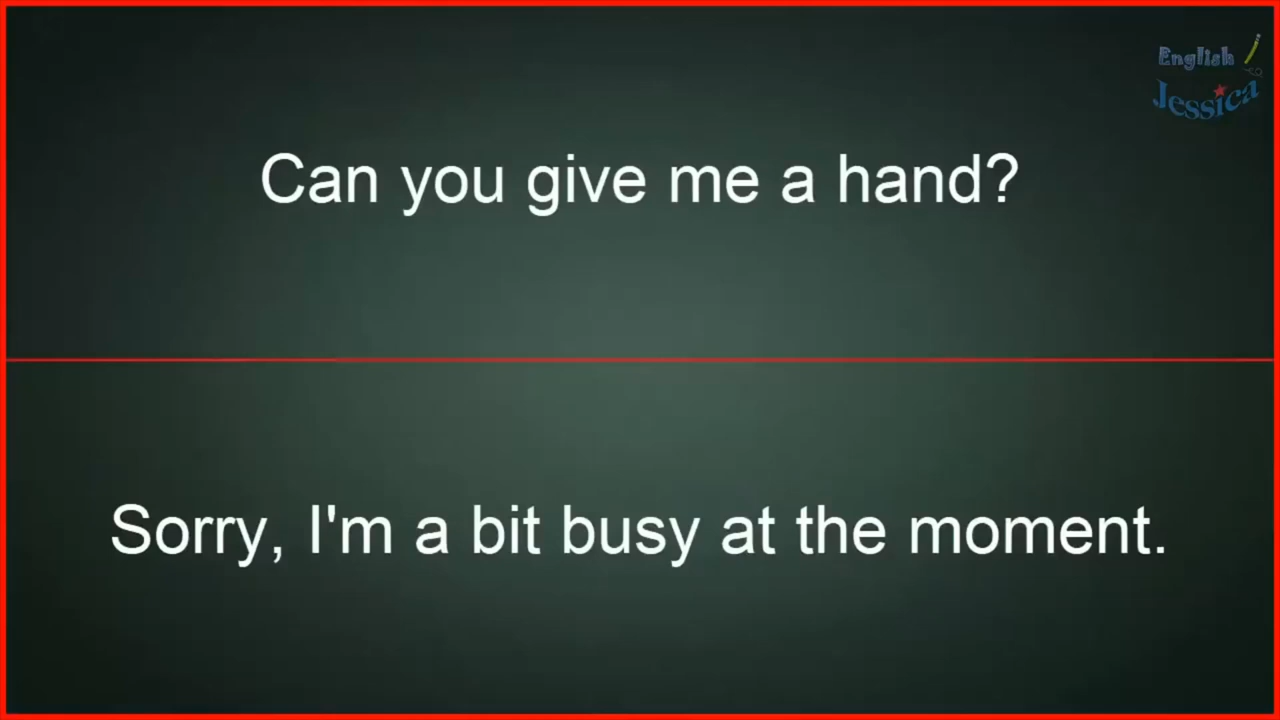 English
Jessica
Can you give me a hand?
Sorry, I'm a bit busy at the moment.